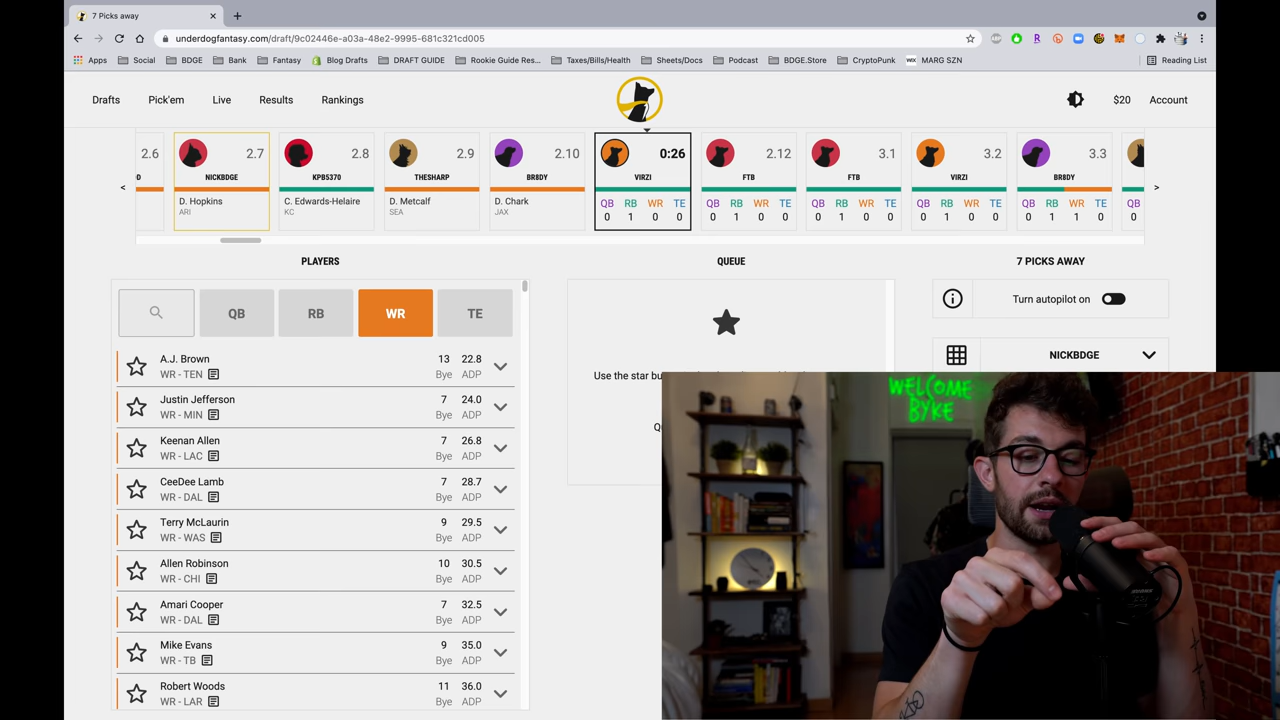 7 Picks away
underdogfantasy.com/draft/9c02446e-a03a-48e2-9995-681c321cd005
Apps Social BDGE Bank Fantasy Blog Drafts DRAFT GUIDE Rookie Guide Res... Taxes/Bills/Health Sheets/Docs Podcast BDGE.Store CryptoPunk WIX MARG SZN Reading List
Drafts Pick'em Live Results Rankings $20 Account
2.6 2.7 2.8 2.9 2.10 0:26 2.12 3.1 3.2 3.3
D NICKBDGE KPB5370 THESHARP BR8DY VIRZI FTB FTB VIRZI BR8DY
D. Hopkins C. Edwards-Helaire D. Metcalf D. Chark QB RB WR TE QB RB WR TE QB RB WR TE QB RB WR TE QB RB WR TE QB
ARI KC SEA JAX 0 1 0 0 0 1 0 0 0 1 0 0 0 1 0 0 0 1 1 0 0
< >
PLAYERS QUEUE 7 PICKS AWAY
QB RB WR TE
Turn autopilot on
NICKBDGE
A.J. Brown 13 22.8
WR - TEN Bye ADP
Justin Jefferson 7 24.0
WR - MIN Bye ADP
Keenan Allen 7 26.8
WR - LAC Bye ADP
CeeDee Lamb 7 28.7
WR - DAL Bye ADP
Terry McLaurin 9 29.5
WR - WAS Bye ADP
Allen Robinson 10 30.5
WR - CHI Bye ADP
Amari Cooper 7 32.5
WR - DAL Bye ADP
Mike Evans 9 35.0
WR - TB Bye ADP
Robert Woods 11 36.0
WR - LAR Bye ADP
Use the star bu
WELCOME
BYKE